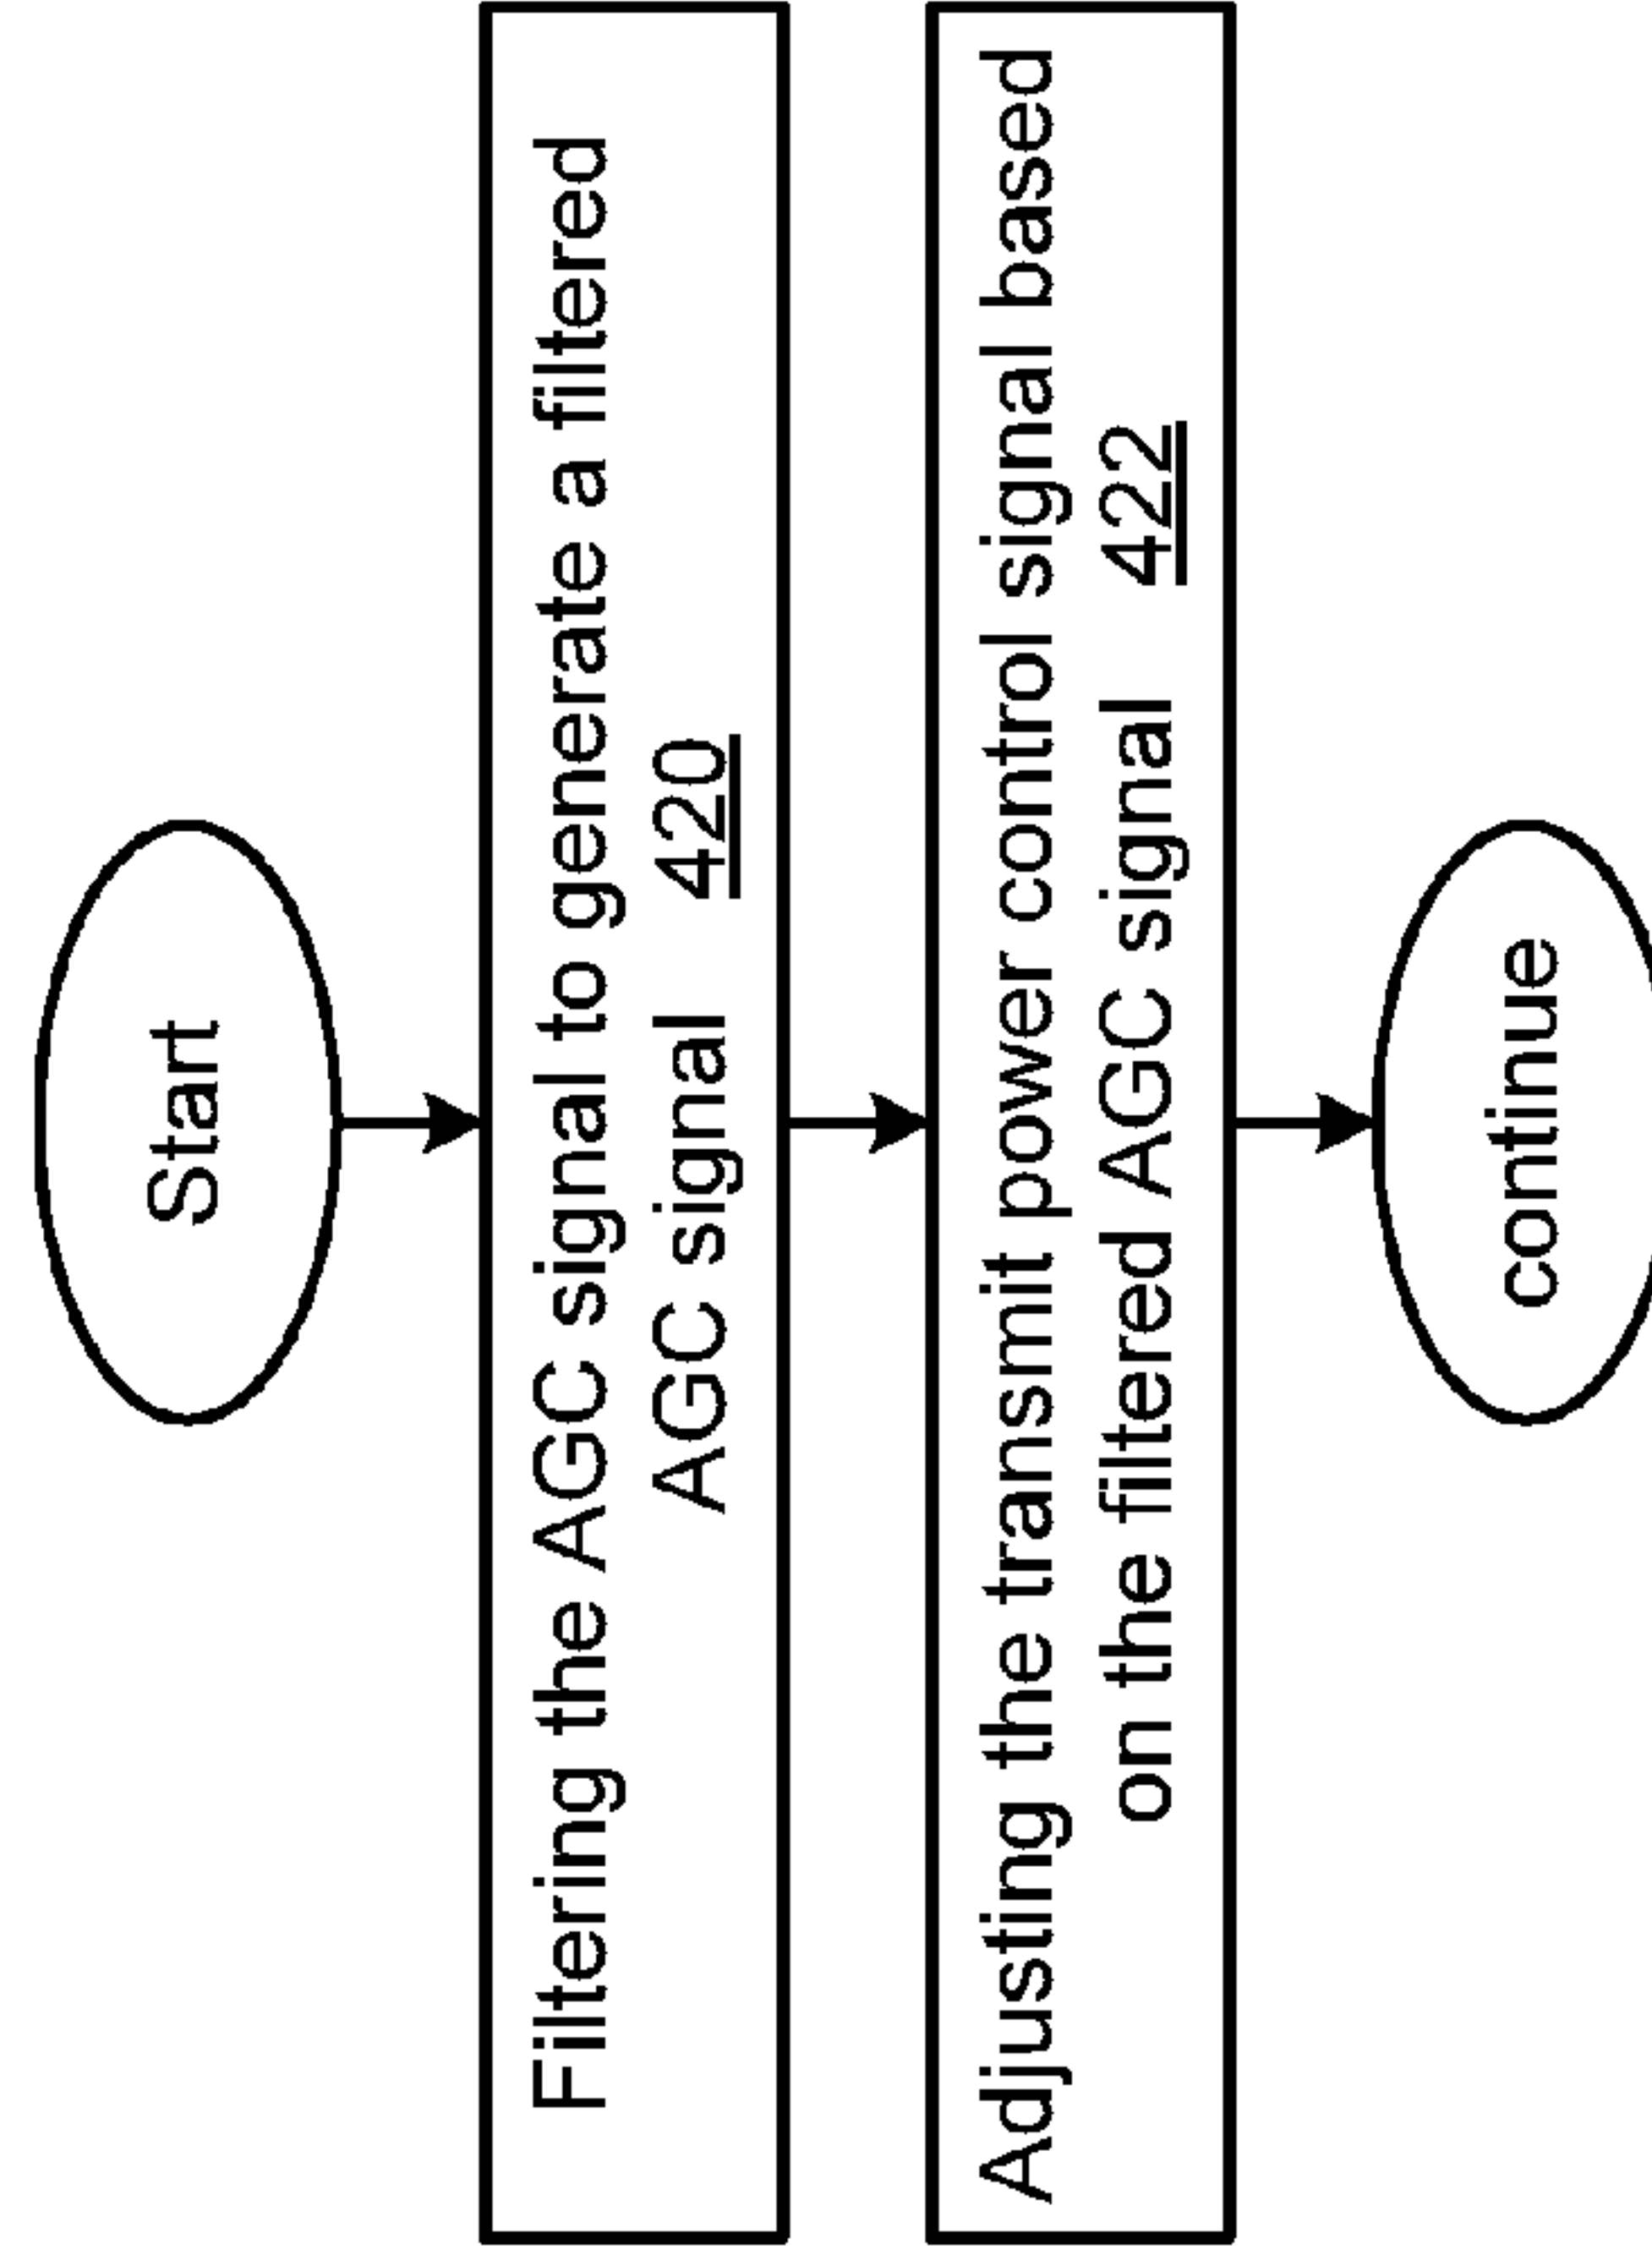 Start
Filtering the AGC signal to generate a filtered
AGC signal 420
Adjusting the transmit power control signal based
on the filtered AGC signal 422
continue